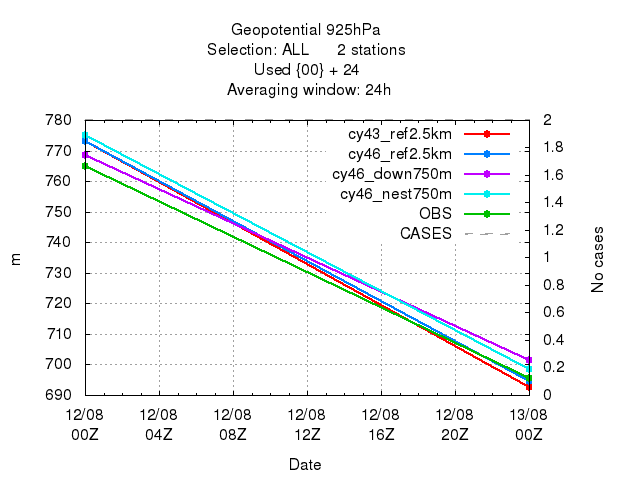 Geopotential 925hPa
Selection: ALL 2 stations
Used {00} + 24
Averaging window: 24h
780
770
760
750
740
730
720
710
700
690
m
cy43_ref2.5km
cy46_ref2.5km
cy46_down750m
cy46_nest750m
OBS
CASES
2
1.8
1.6
1.4
1.2
1
0.8
0.6
0.4
0.2
0
No cases
12/08 12/08 12/08 12/08 12/08 12/08 13/08
00Z 04Z 08Z 12Z 16Z 20Z 00Z
Date